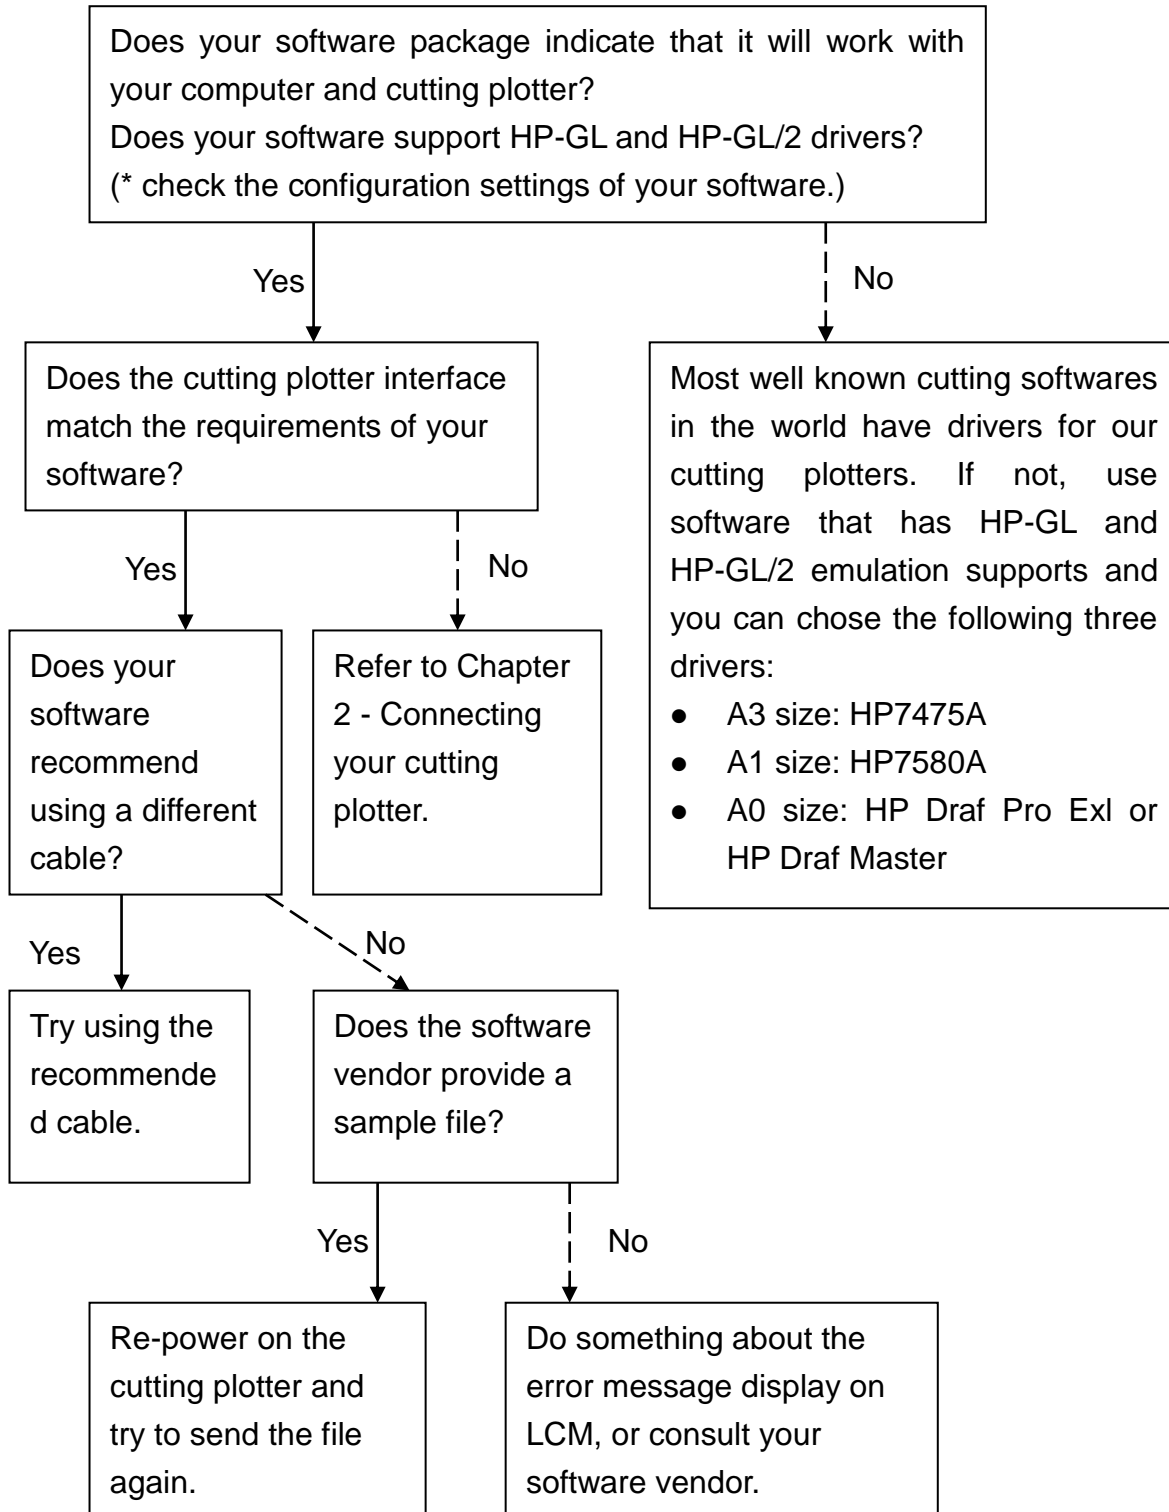 Does your software package indicate that it will work with
your computer and cutting plotter?
Does your software support HP-GL and HP-GL/2 drivers?
(* check the configuration settings of your software.)
Yes
No
Does the cutting plotter interface
match the requirements of your
software?
Most well known cutting softwares
in the world have drivers for our
cutting plotters. If not, use
software that has HP-GL and
HP-GL/2 emulation supports and
you can chose the following three
drivers:
● A3 size: HP7475A
● A1 size: HP7580A
● A0 size: HP Draf Pro Exl or
HP Draf Master
Yes
No
Does your
software
recommend
using a different
cable?
Refer to Chapter
2 - Connecting
your cutting
plotter.
Yes
No
Try using the
recommende
d cable.
Does the software
vendor provide a
sample file?
Yes
No
Re-power on the
cutting plotter and
try to send the file
again.
Do something about the
error message display on
LCM, or consult your
software vendor.